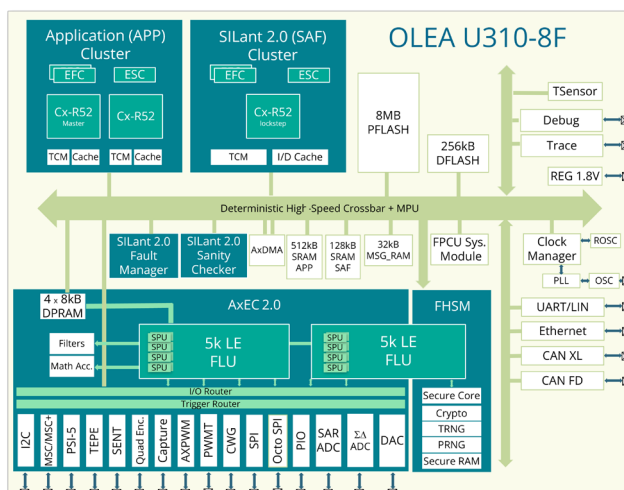 Application (APP)
Cluster
EFC
ESC
Cx-R52
Master
Cx-R52
TCM
Cache
TCM
Cache
SILant 2.0 (SAF)
Cluster
EFC
ESC
Cx-R52
lockstep
TCM
I/D Cache
OLEA U310-8F
8MB
PFLASH
256kB
DFLASH
TSensor
Debug
Trace
REG 1.8V
Deterministic High-Speed Crossbar + MPU
SILant 2.0
Fault
Manager
SILant 2.0
Sanity
Checker
AxDMA
512kB
SRAM
APP
128kB
SRAM
SAF
32kB
MSG_RAM
FPCU Sys.
Module
Clock
Manager
ROSC
PLL
OSC
4 x 8kB
DPRAM
AxEC 2.0
FHSM
UART/LIN
Ethernet
CAN XL
CAN FD
Filters
Math Acc.
SPU
SPU
SPU
SPU
5k LE
FLU
SPU
SPU
SPU
SPU
5k LE
FLU
I/O Router
Trigger Router
Secure Core
Crypto
TRNG
PRNG
Secure RAM
I2C
MSC/MSC+
PSI-5
TEPE
SENT
Quad Enc.
Capture
AXPWM
PWMT
CWG
SPI
Octo SPI
PIO
SAR
ADC
ΣΔ
ADC
DAC